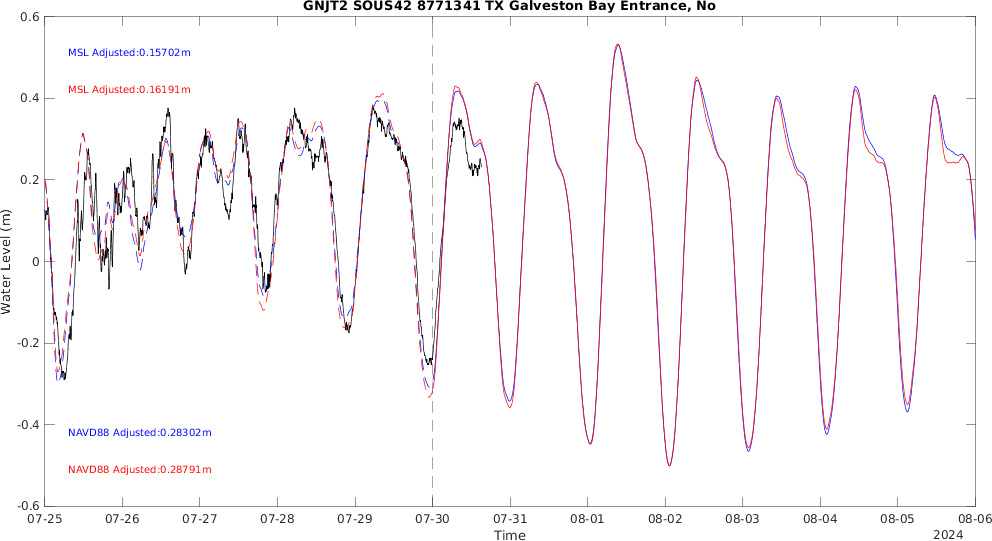 GNJT2 SOUS42 8771341 TX Galveston Bay Entrance, No
0.6
MSL Adjusted:0.15702m
MSL Adjusted:0.16191m
0.4
0.2
0
-0.2
-0.4
-0.6
Water Level (m)
NAVD88 Adjusted:0.28302m
NAVD88 Adjusted:0.28791m
07-25 07-26 07-27 07-28 07-29 07-30 07-31 08-01 08-02 08-03 08-04 08-05 08-06
Time
2024